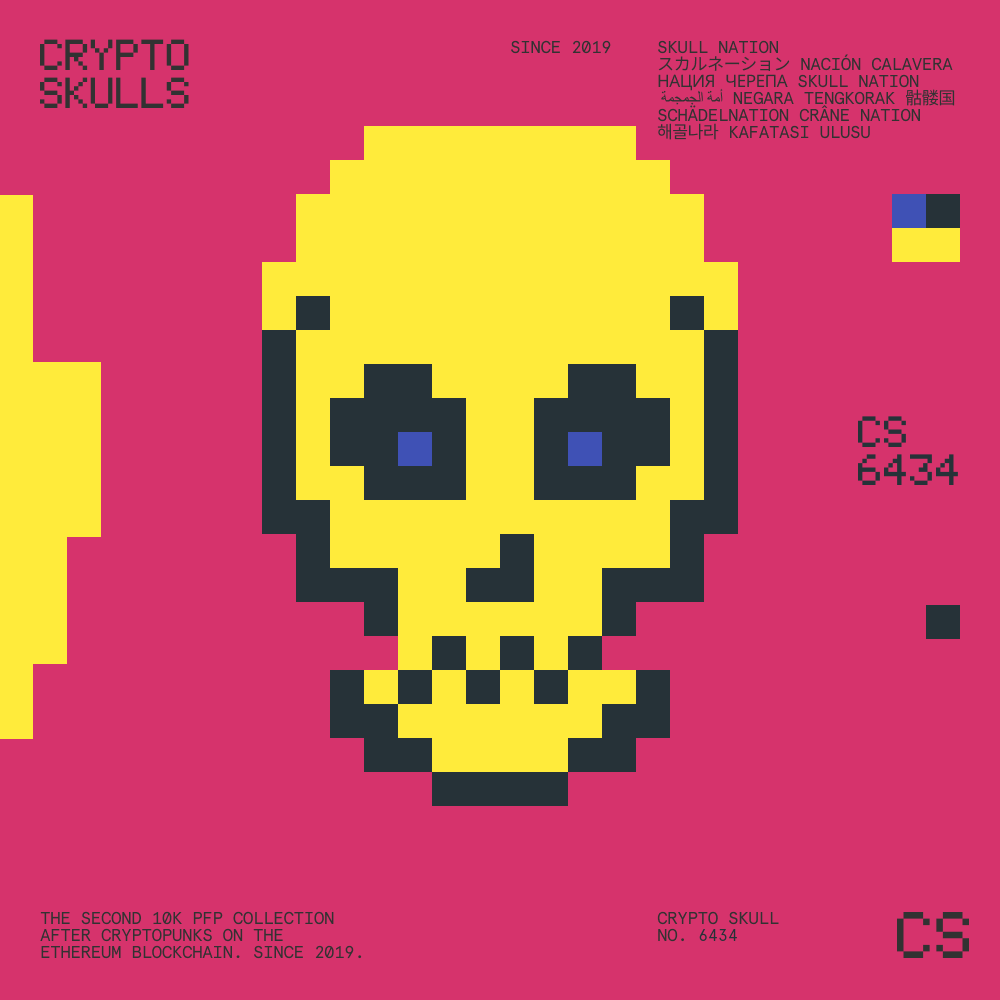 CRYPTO
SKULLS
SINCE 2019
SKULL NATION
スカルネーション NACIÓN CALAVERA
НАЦИЯ ЧЕРЕПА SKULL NATION
أمة الجمجمة NEGARA TENGKORAK 骷髅国
SCHÄDELNATION CRÂNE NATION
해골나라 KAFATASI ULUSU
CS
6434
THE SECOND 10K PFP COLLECTION
AFTER CRYPTOPUNKS ON THE
ETHEREUM BLOCKCHAIN. SINCE 2019.
CRYPTO SKULL
NO. 6434
CS